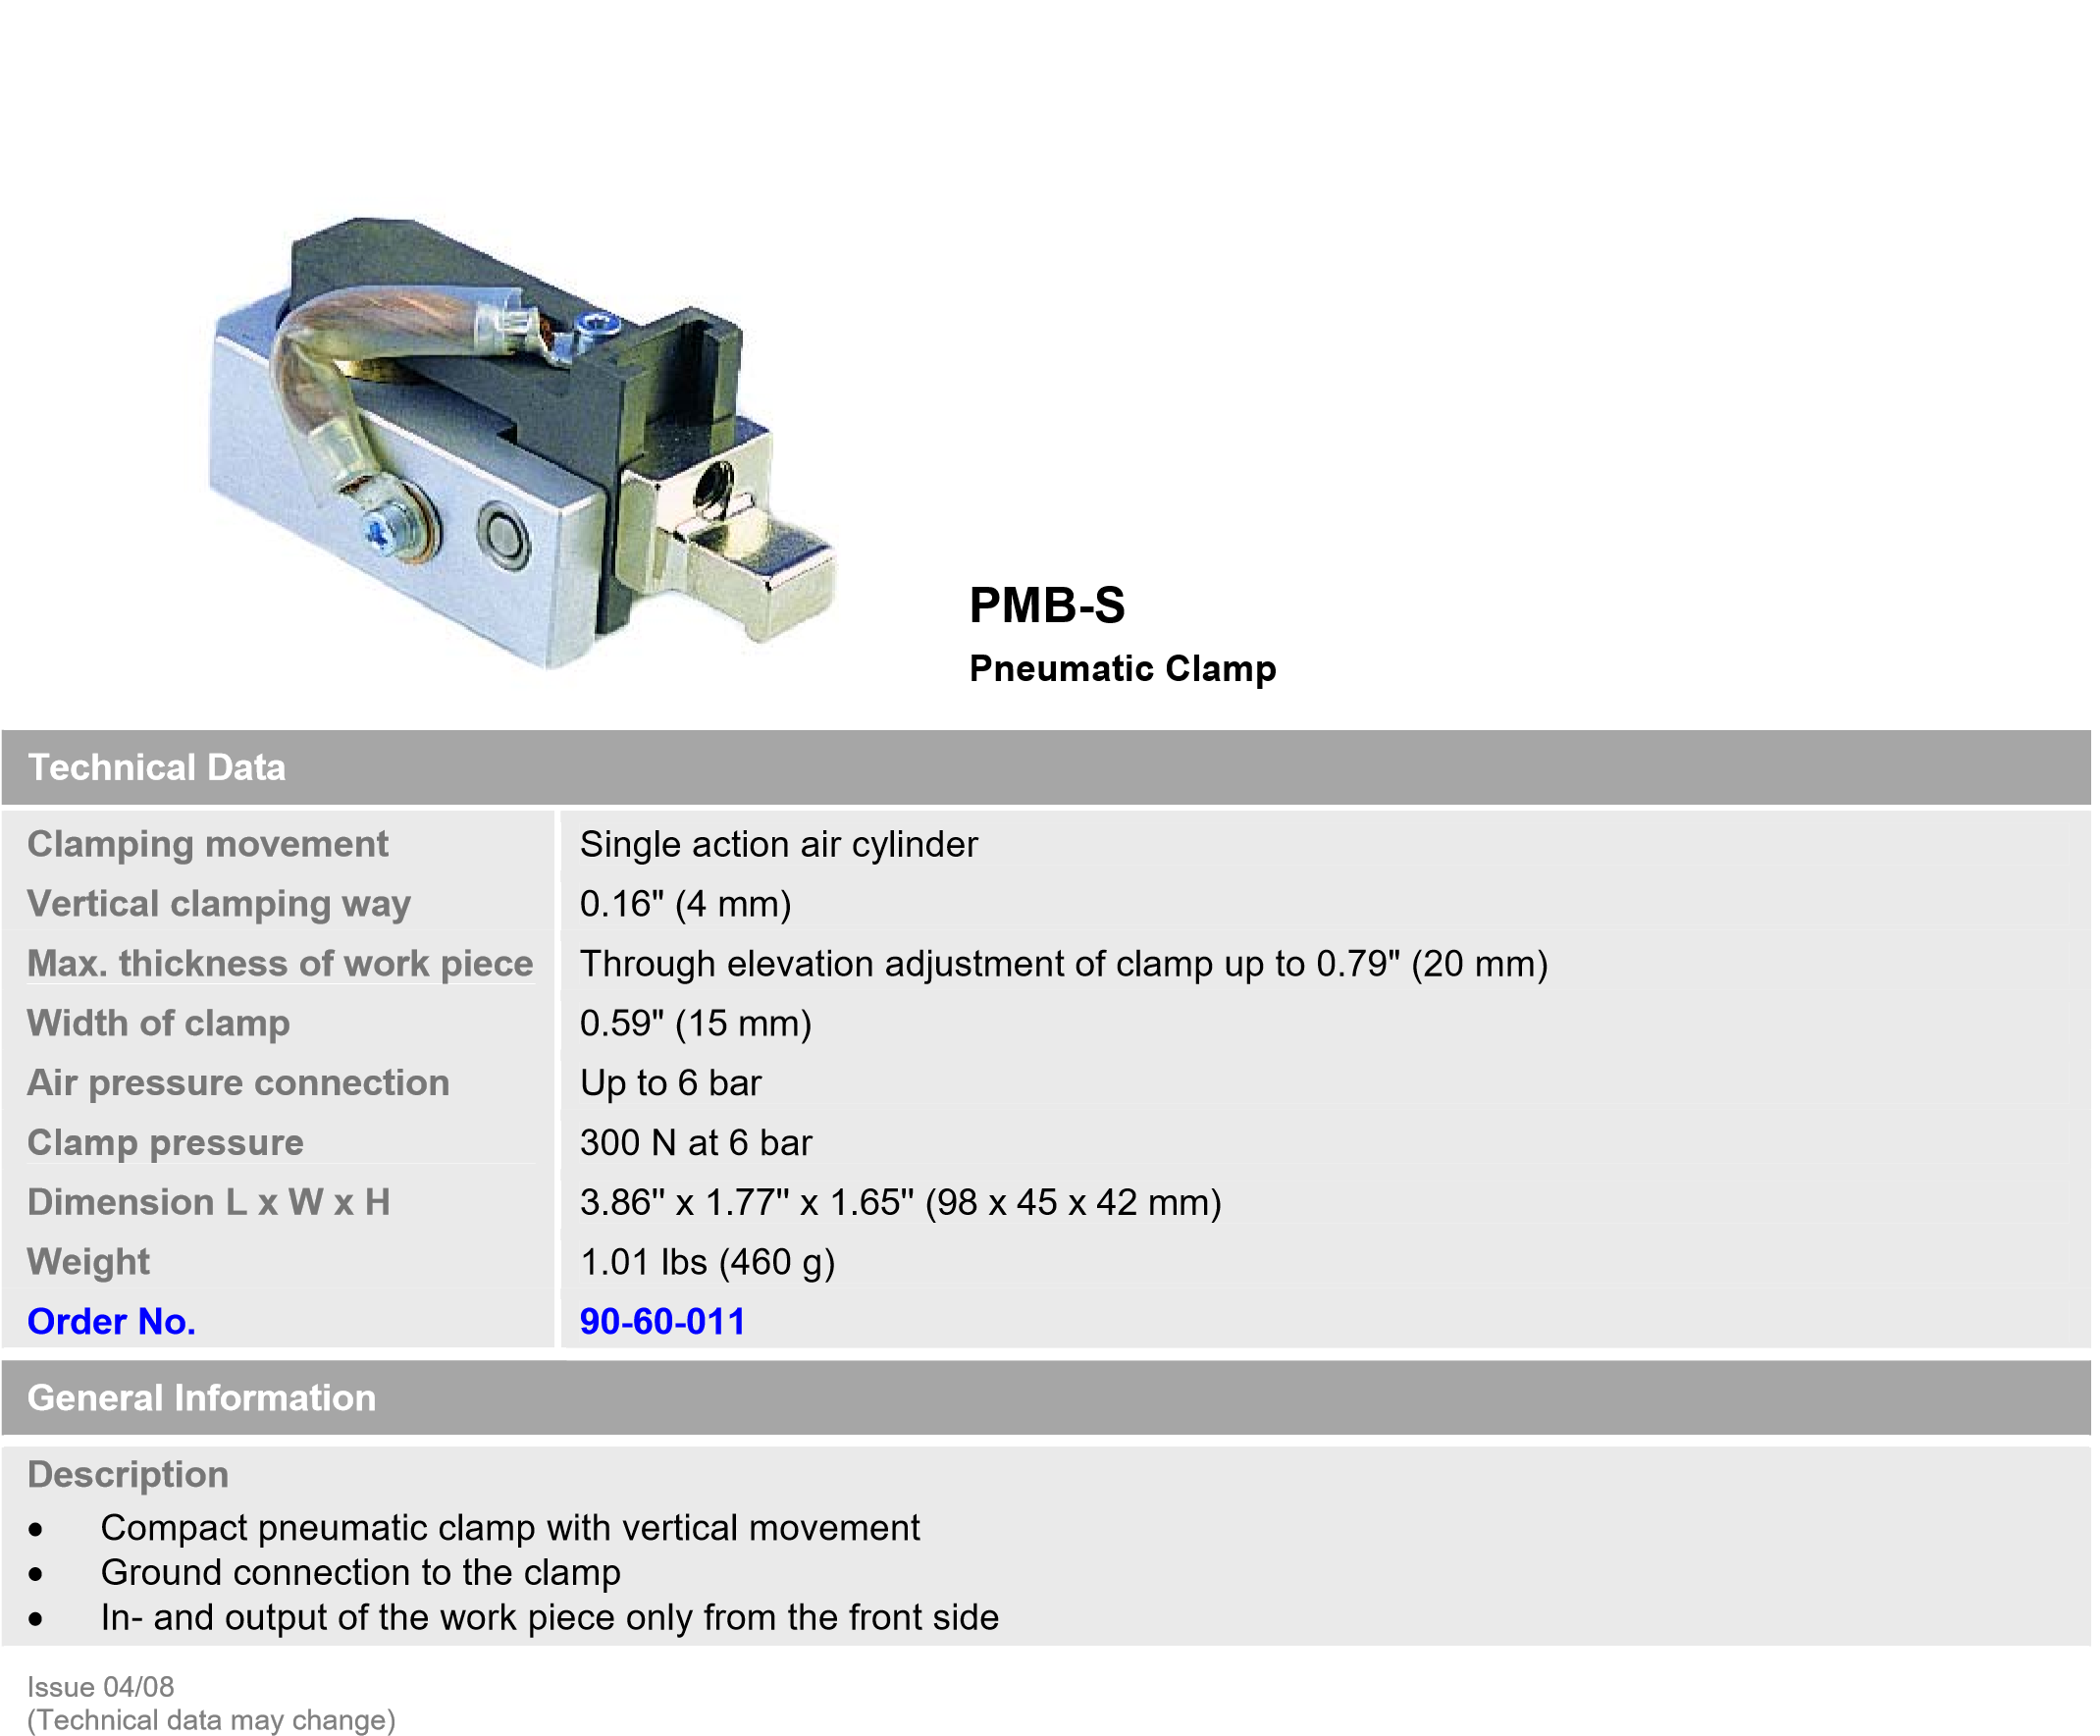 PMB-S
Pneumatic Clamp
Technical Data
Clamping movement Single action air cylinder
Vertical clamping way 0.16" (4 mm)
Max. thickness of work piece Through elevation adjustment of clamp up to 0.79" (20 mm)
Width of clamp 0.59" (15 mm)
Air pressure connection Up to 6 bar
Clamp pressure 300 N at 6 bar
Dimension L x W x H 3.86" x 1.77" x 1.65" (98 x 45 x 42 mm)
Weight 1.01 lbs (460 g)
Order No. 90-60-011
General Information
Description
• Compact pneumatic clamp with vertical movement
• Ground connection to the clamp
• In- and output of the work piece only from the front side
Issue 04/08
(Technical data may change)